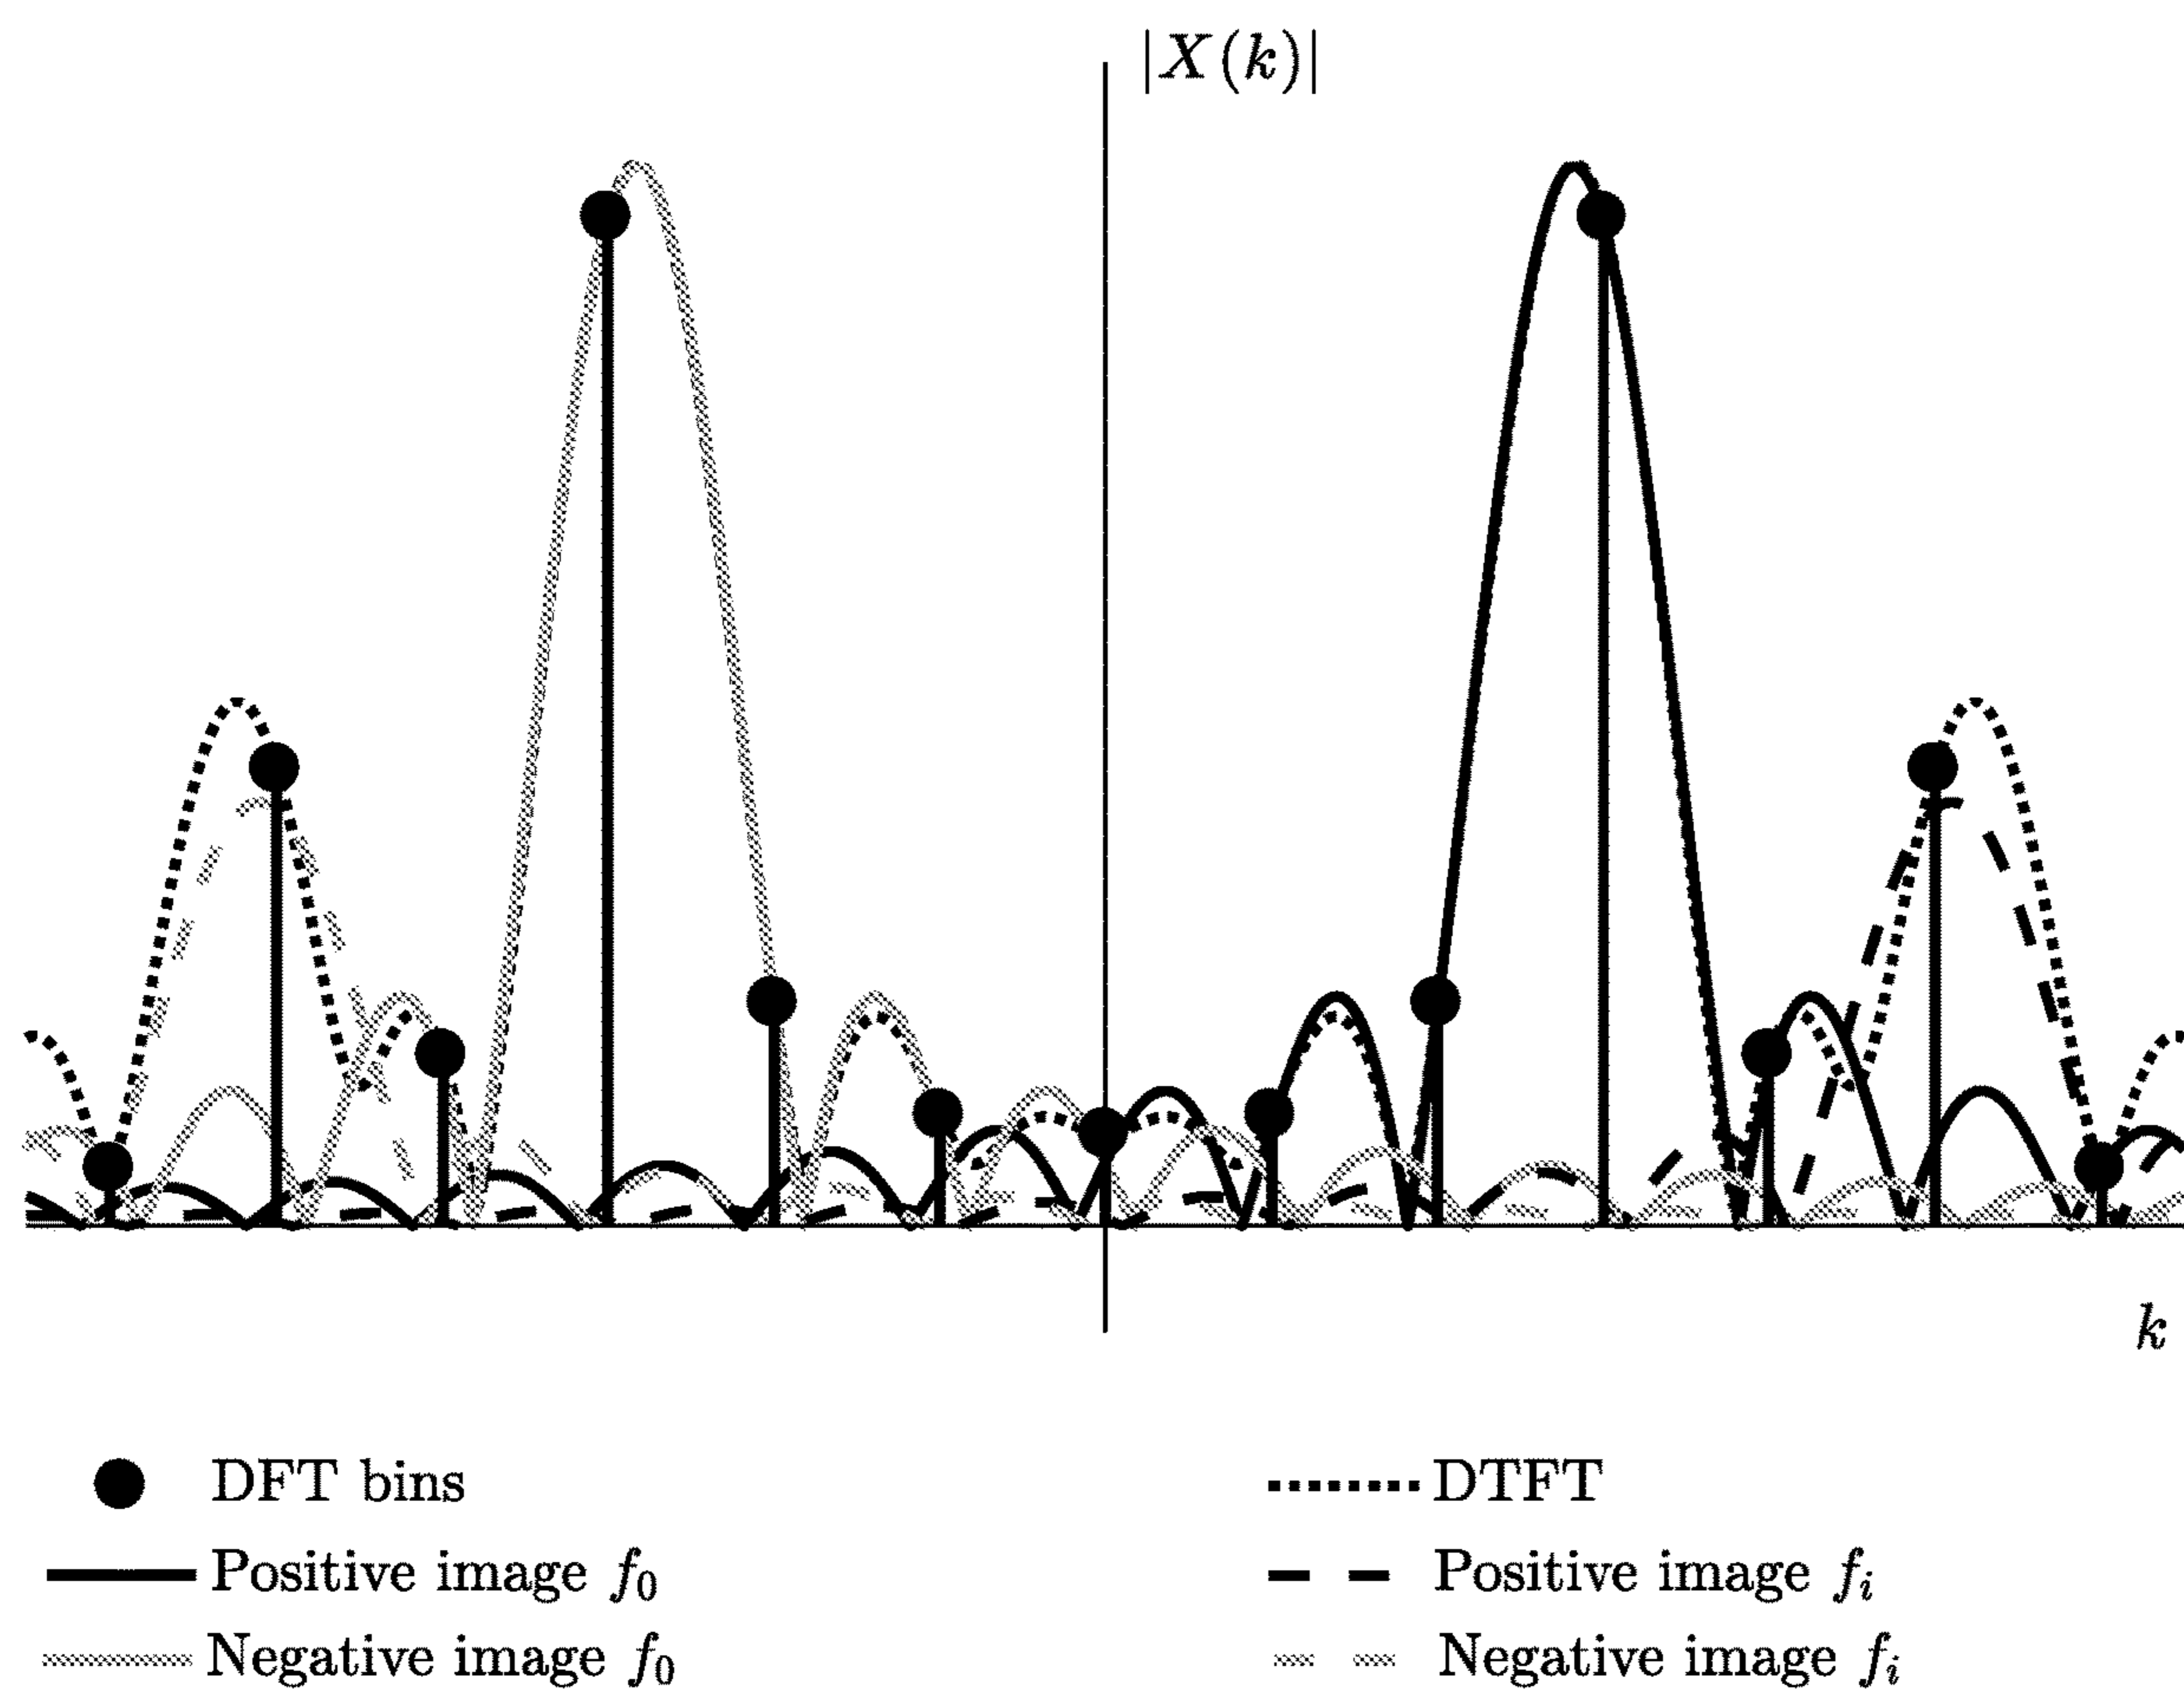 |X(k)|
k
DFT bins
DTFT
Positive image f₀
Positive image fᵢ
Negative image f₀
Negative image fᵢ